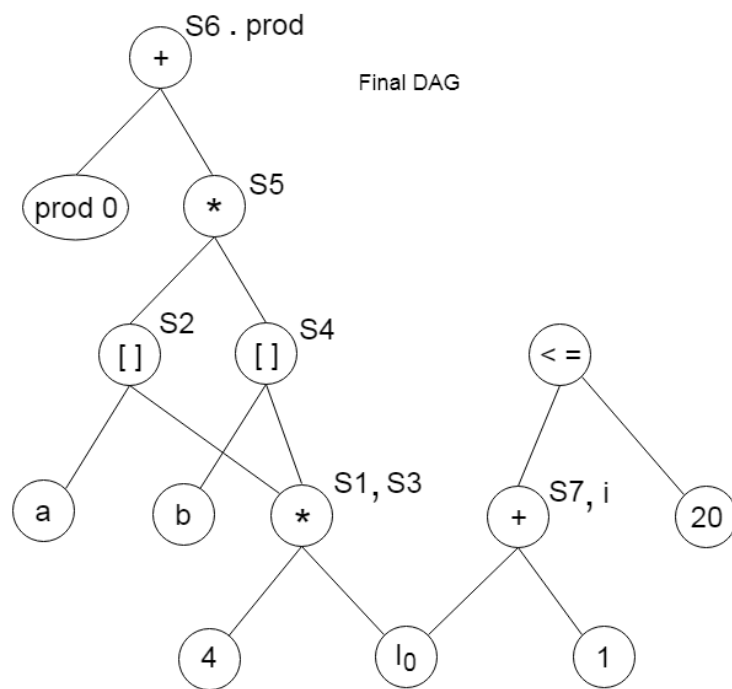 S6 . prod
+
Final DAG
prod 0
S5
*
S2
[ ]
S4
[ ]
< =
a
b
S1, S3
*
S7, i
+
20
4
I0
1